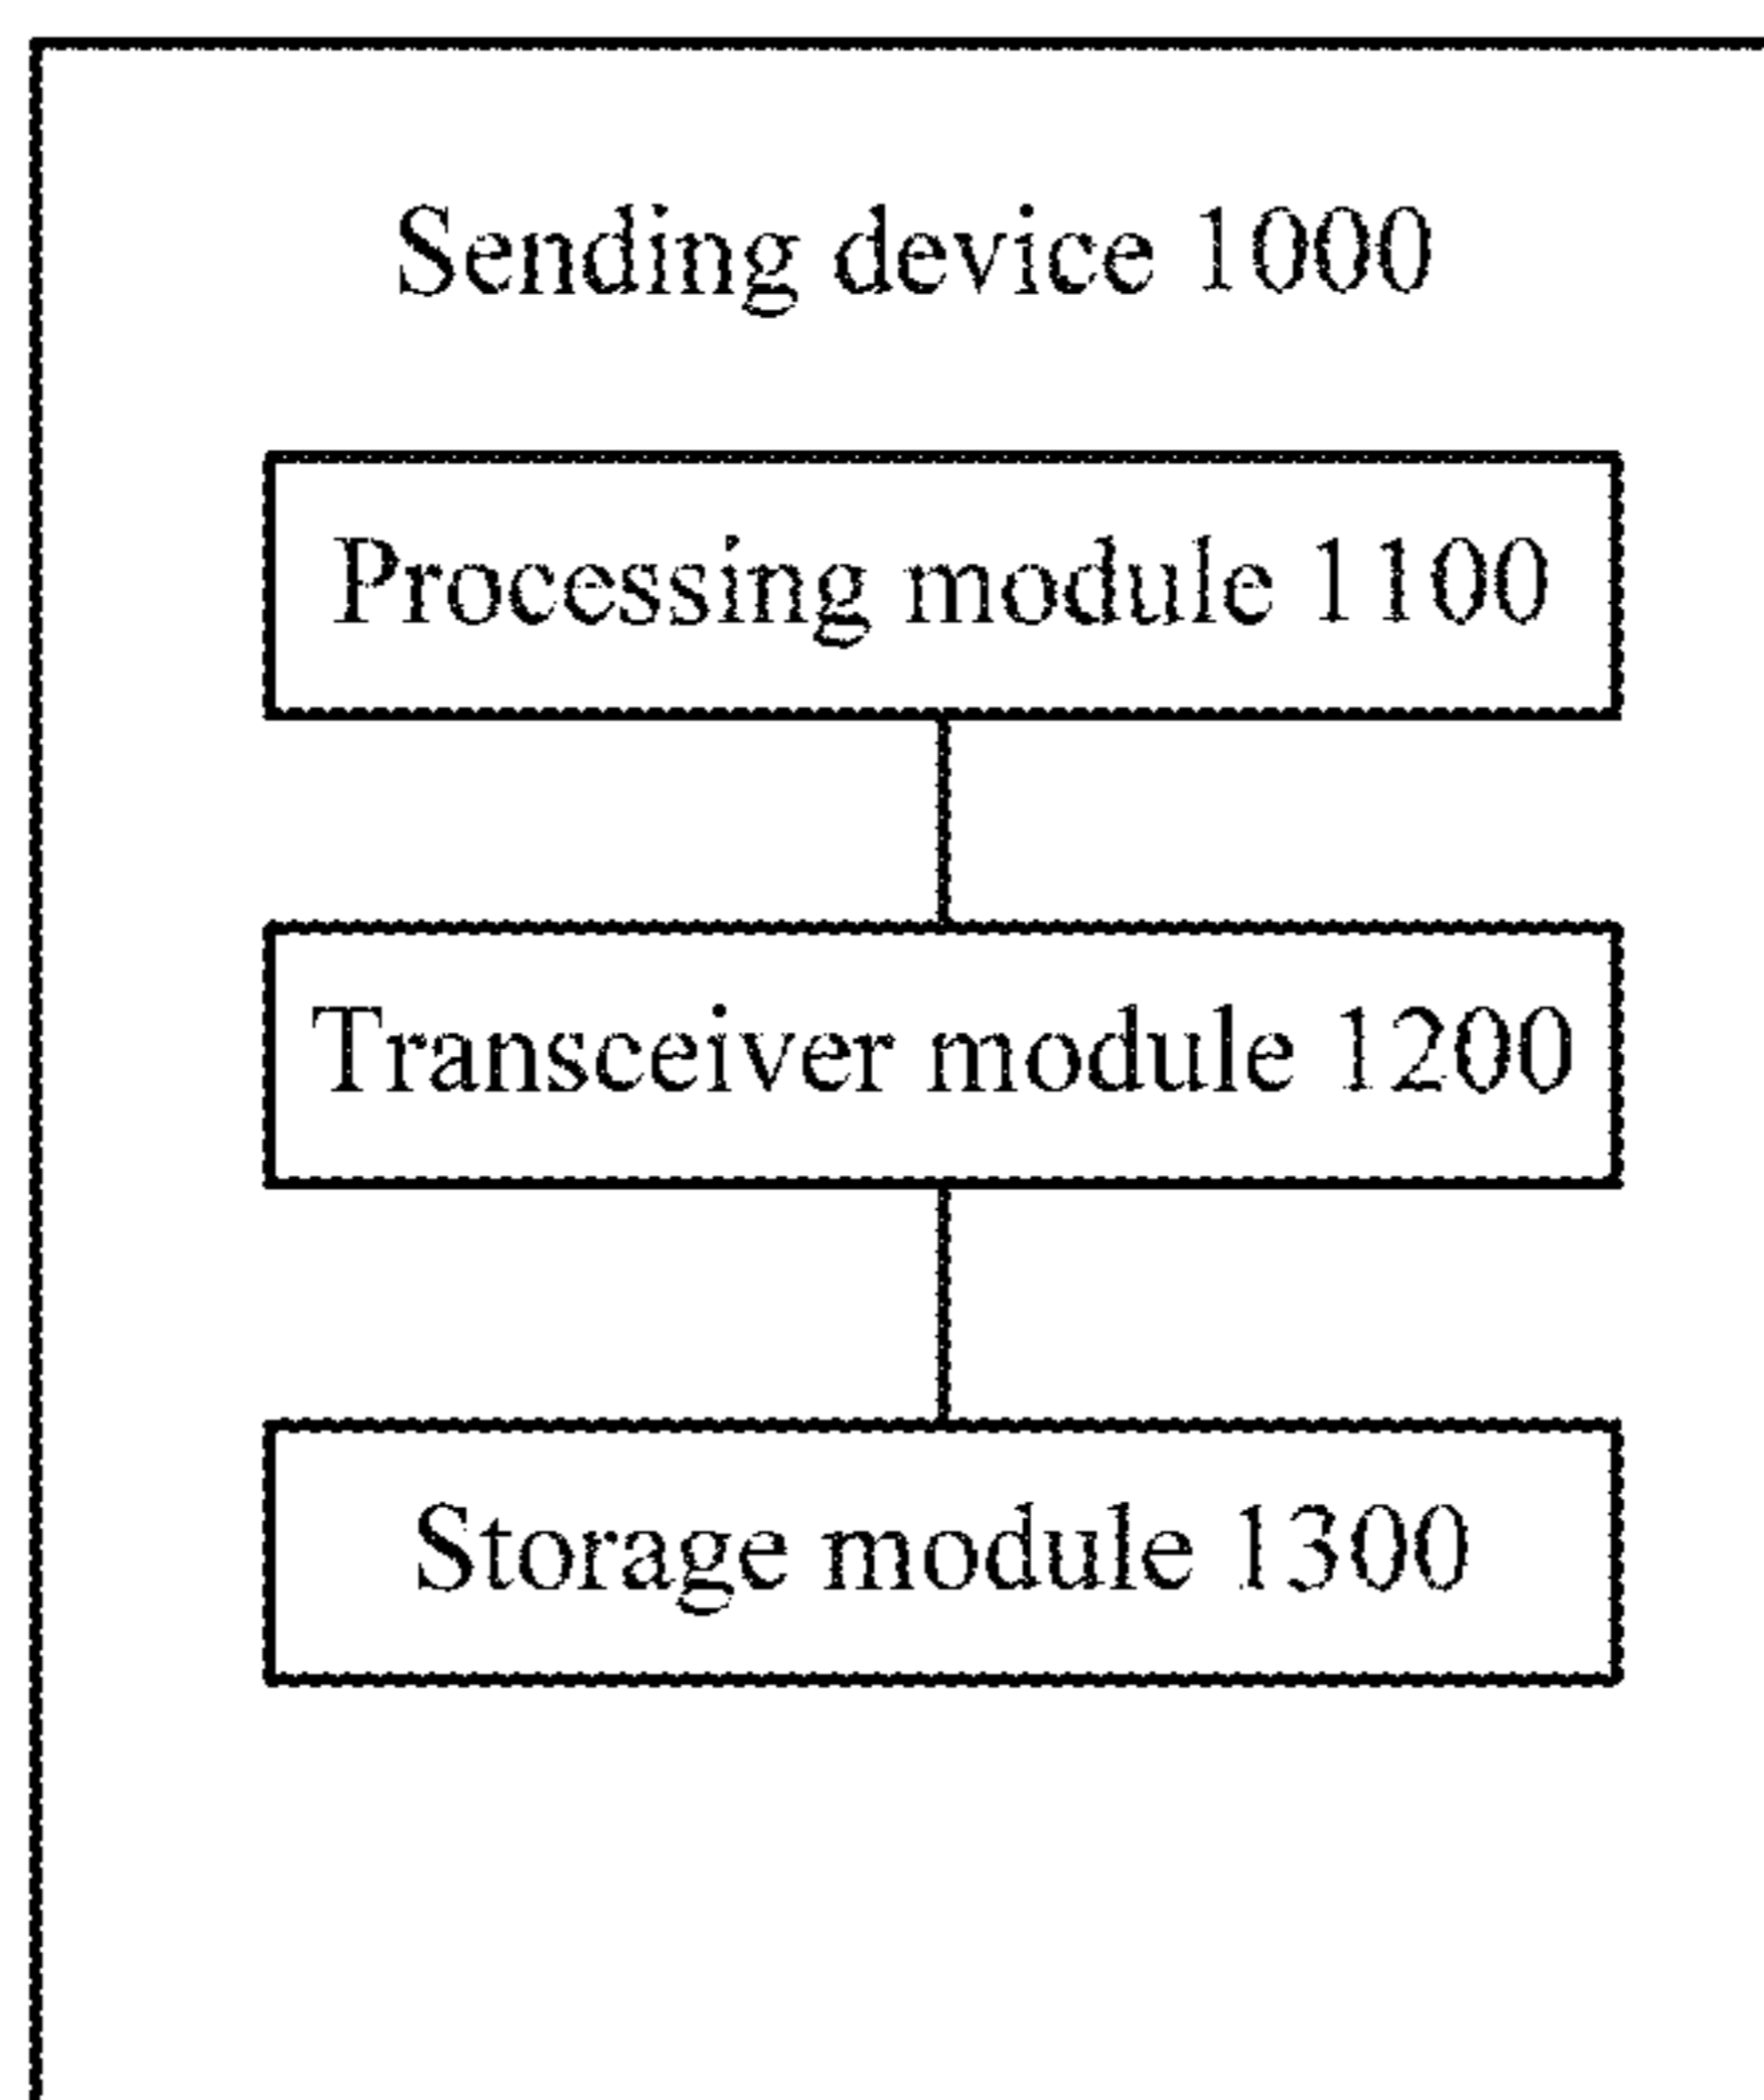 Sending device 1000
Processing module 1100
Transceiver module 1200
Storage module 1300